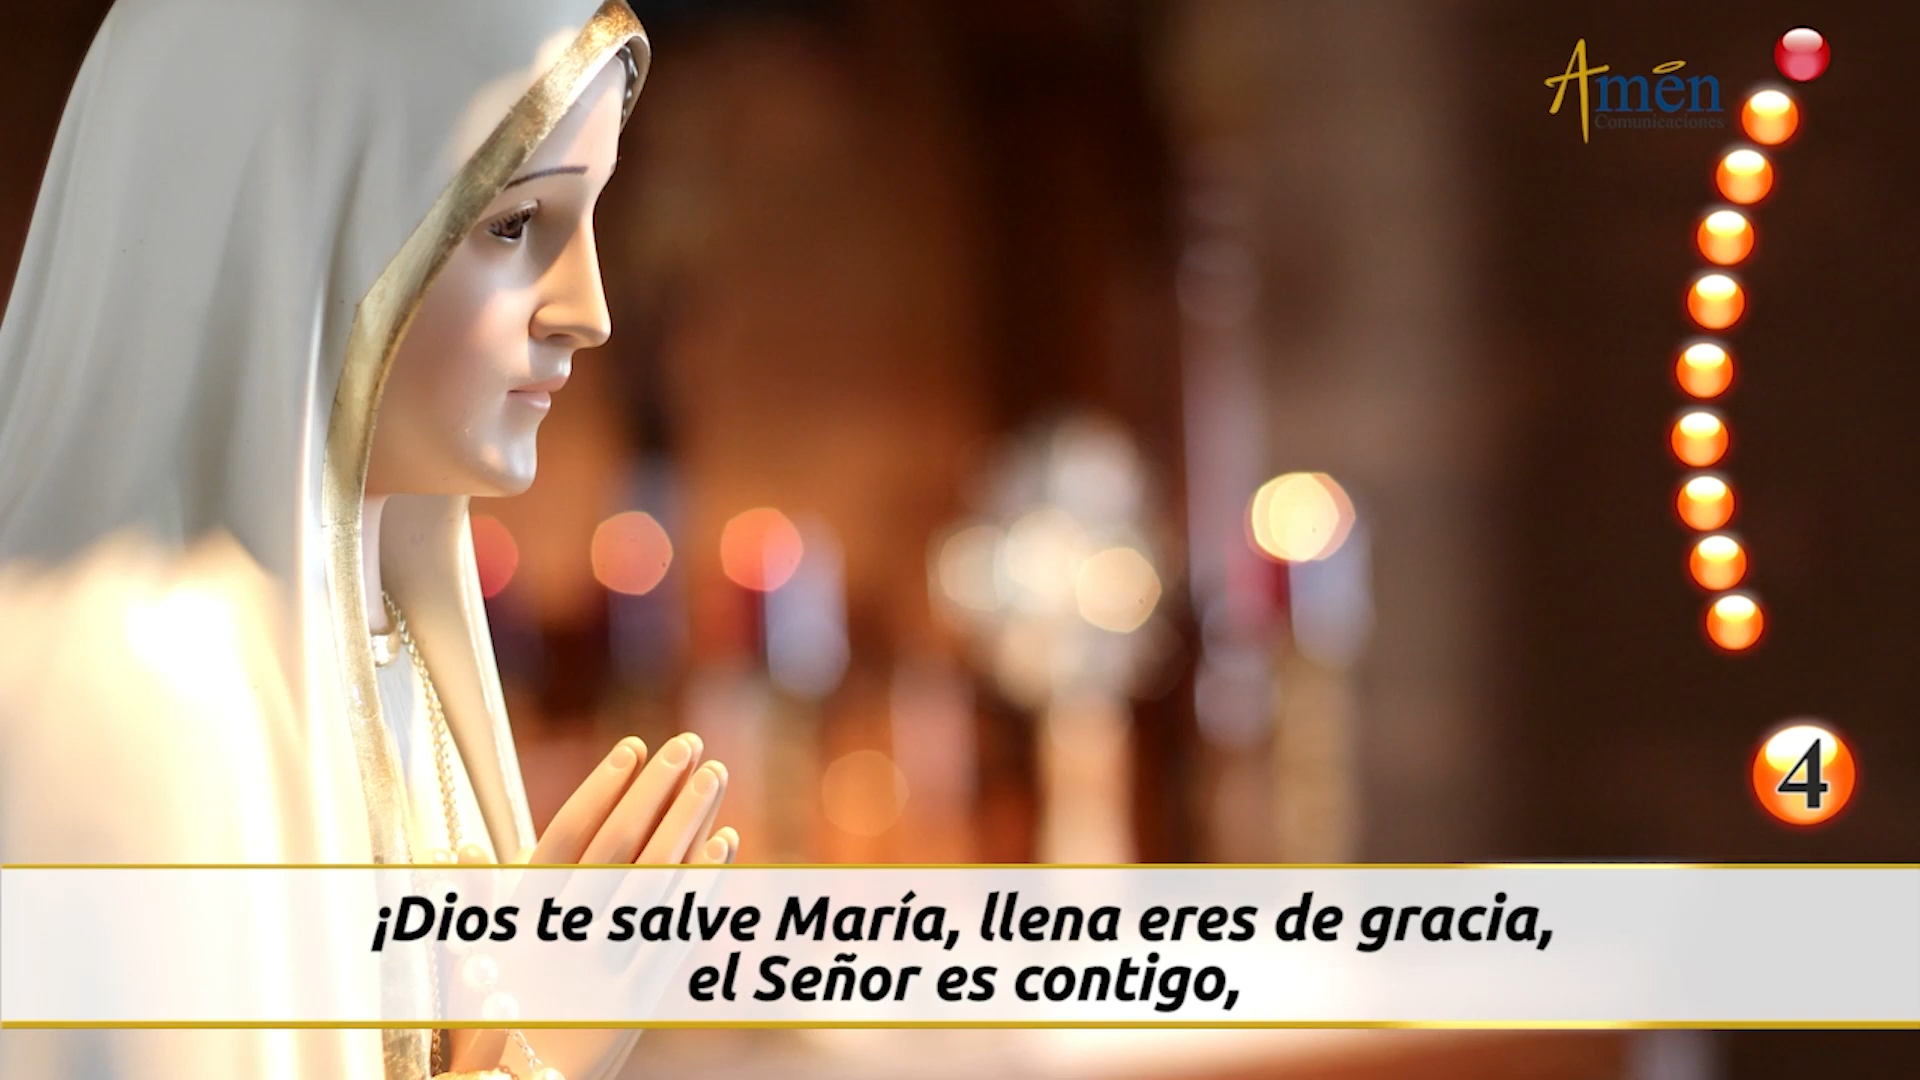 Amén
Comunicaciones
4
¡Dios te salve María, llena eres de gracia,
el Señor es contigo,